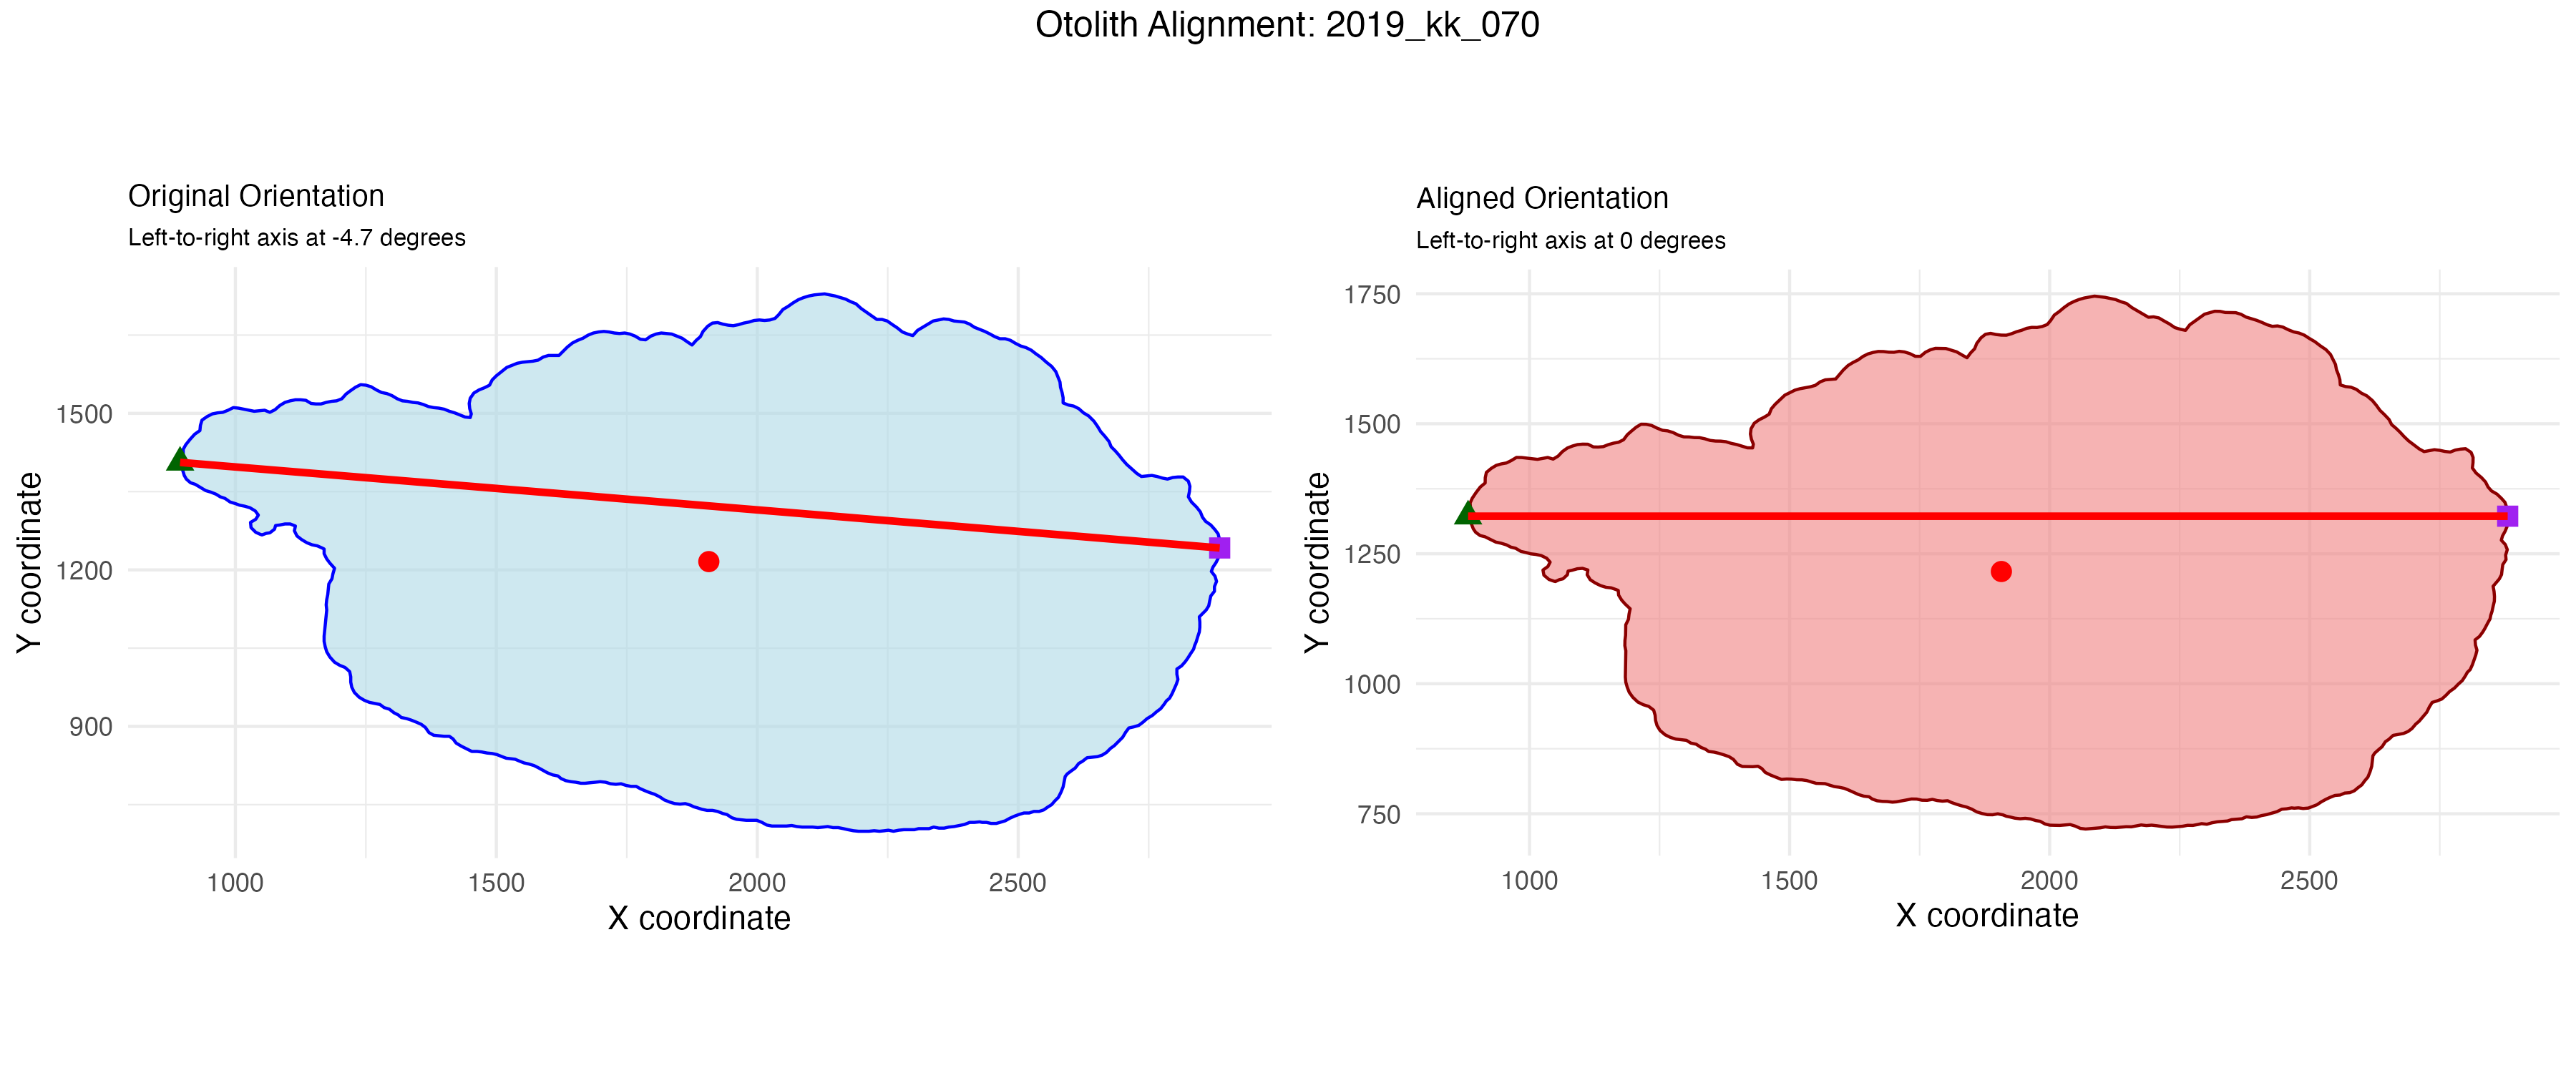 Otolith Alignment: 2019_kk_070
Original Orientation
Left-to-right axis at -4.7 degrees
1500
1200
900
Y coordinate
1000 1500 2000 2500
X coordinate
Aligned Orientation
Left-to-right axis at 0 degrees
1750
1500
1250
1000
750
Y coordinate
1000 1500 2000 2500
X coordinate